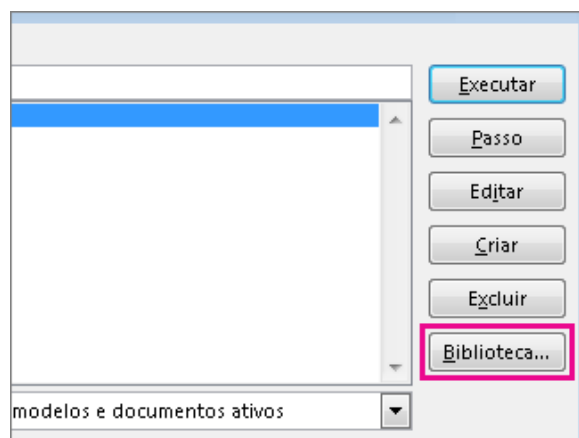 Executar
Passo
Editar
Criar
Excluir
Biblioteca...
modelos e documentos ativos